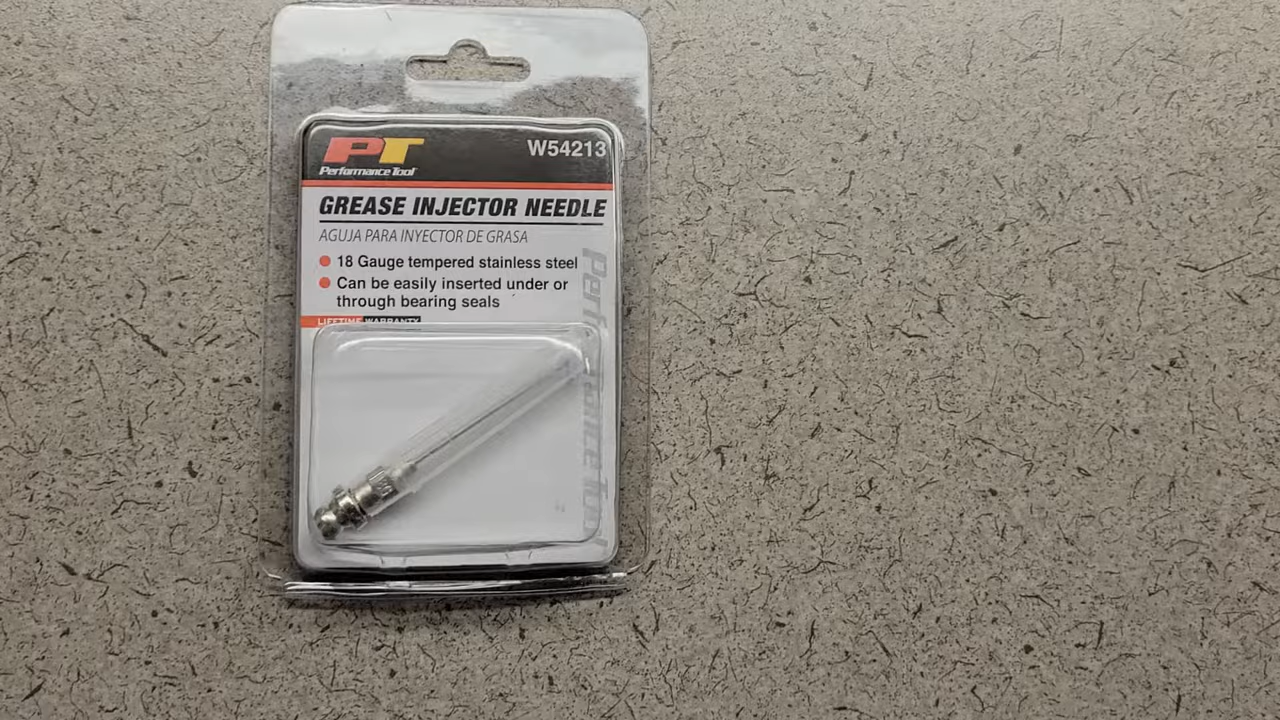 PT
Performance Tool
W54213
GREASE INJECTOR NEEDLE
AGUJA PARA INYECTOR DE GRASA
18 Gauge tempered stainless steel
Can be easily inserted under or
through bearing seals
LIFETIME WARRANTY
Performance Tool